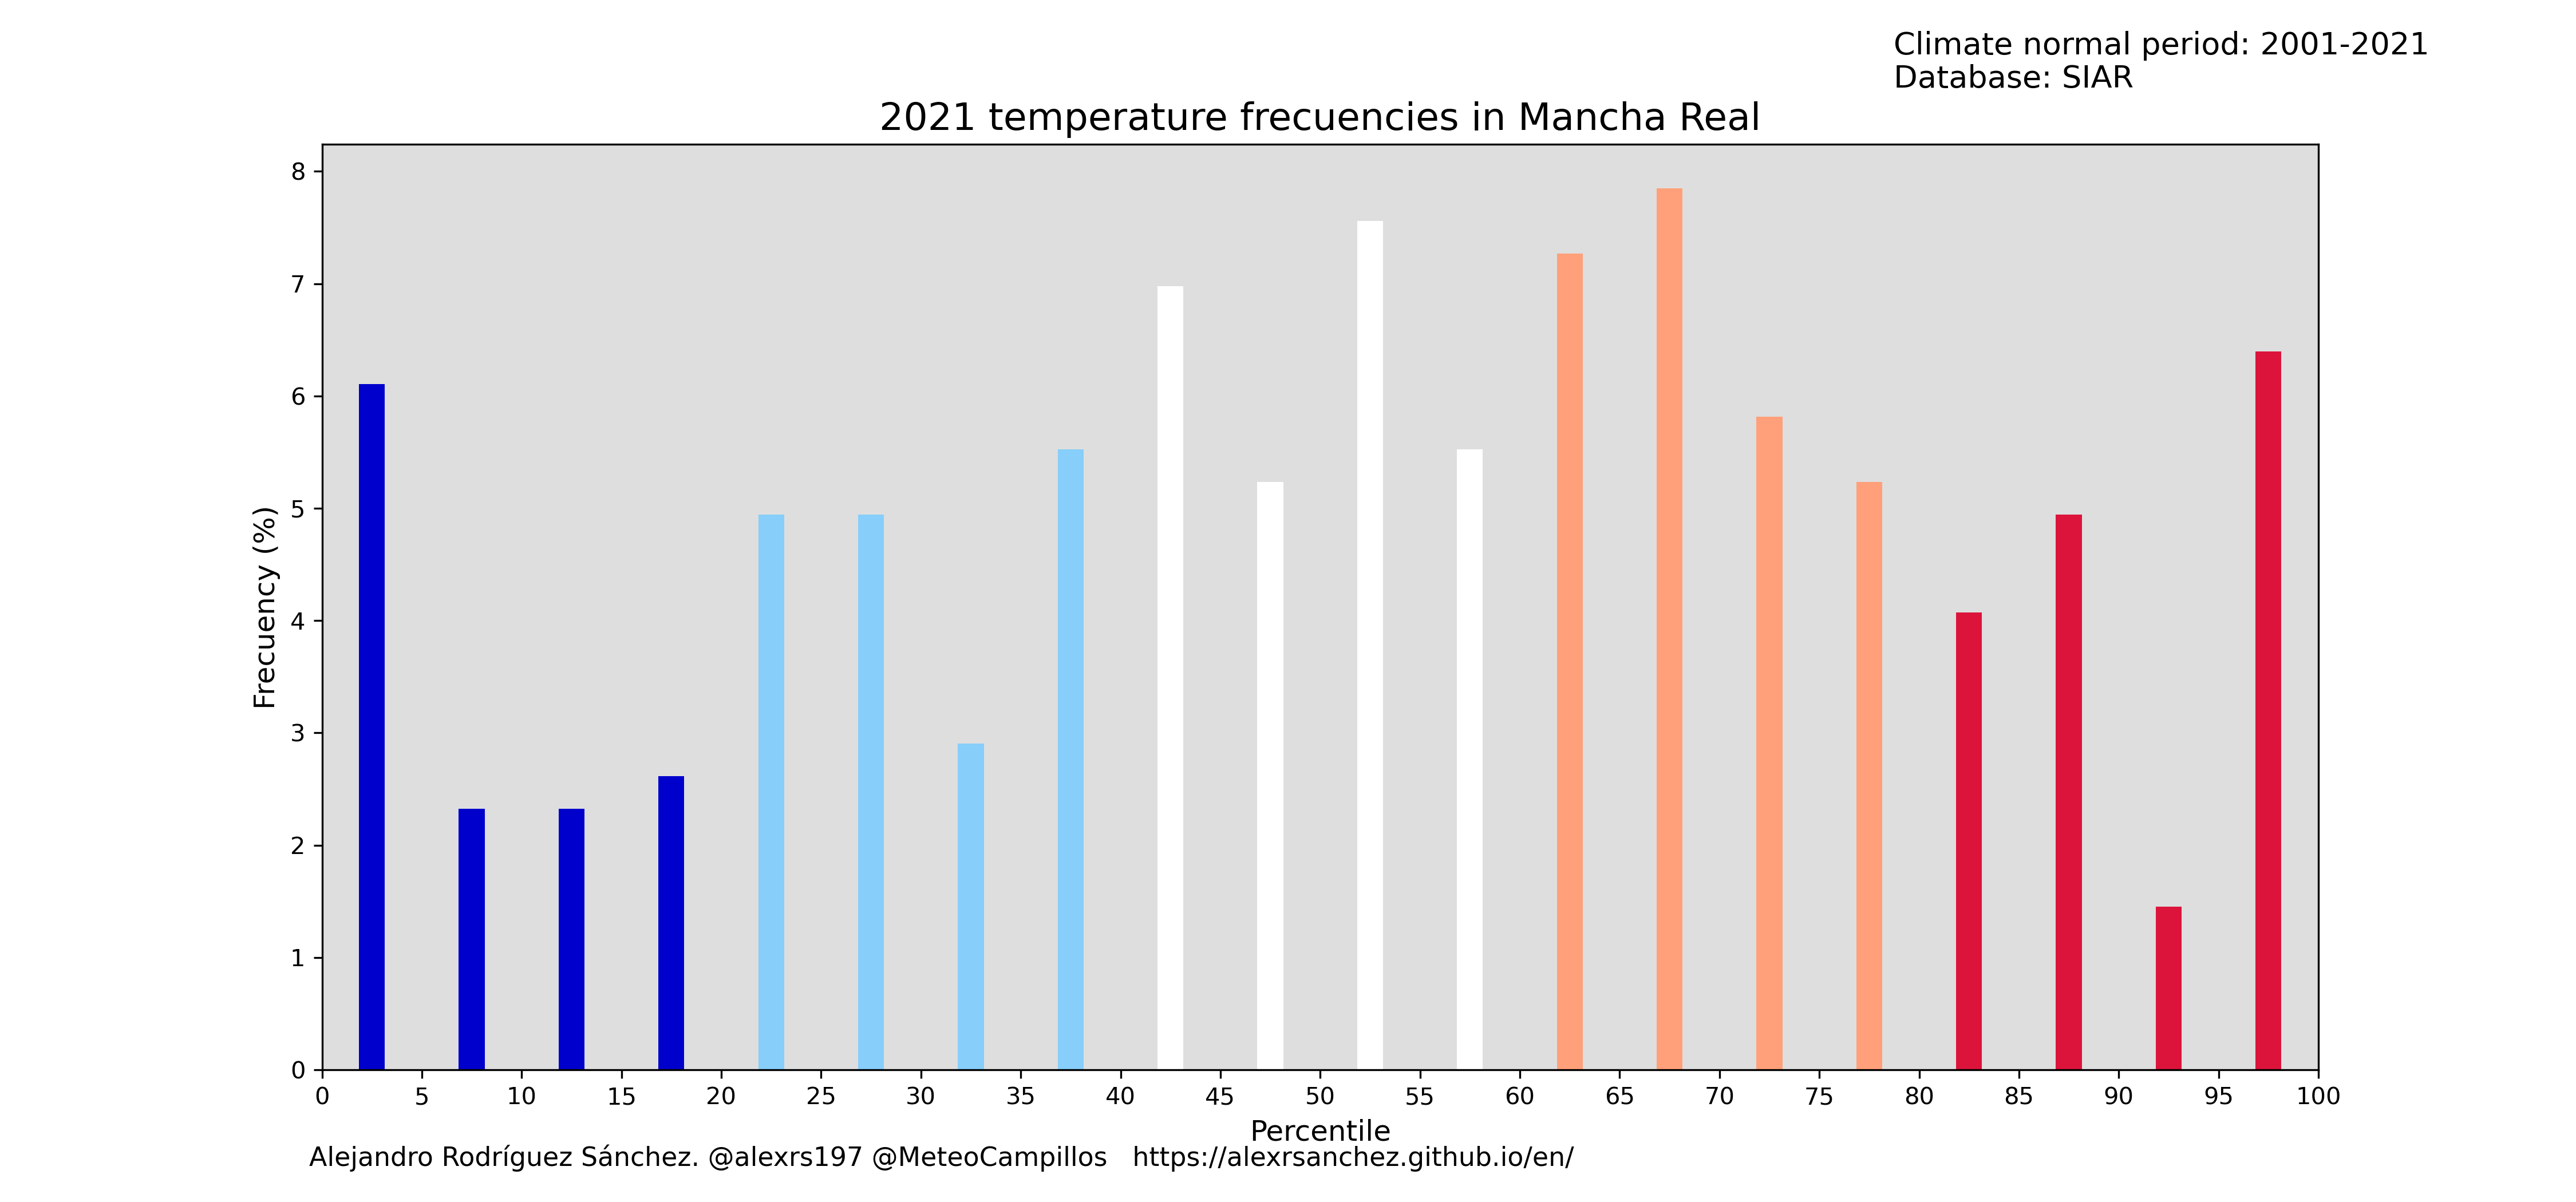 Climate normal period: 2001-2021
Database: SIAR
2021 temperature frecuencies in Mancha Real
8
7
6
5
4
3
2
1
0
Frecuency (%)
0 5 10 15 20 25 30 35 40 45 50 55 60 65 70 75 80 85 90 95 100
Percentile
Alejandro Rodríguez Sánchez. @alexrs197 @MeteoCampillos https://alexrsanchez.github.io/en/